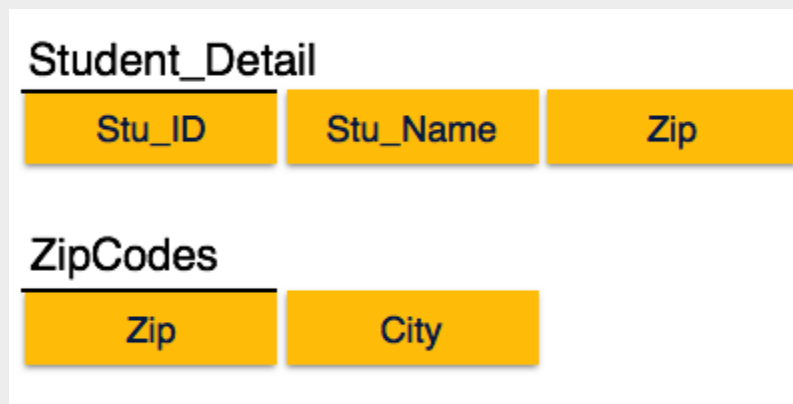 Student_Detail
Stu_ID Stu_Name Zip
ZipCodes
Zip City